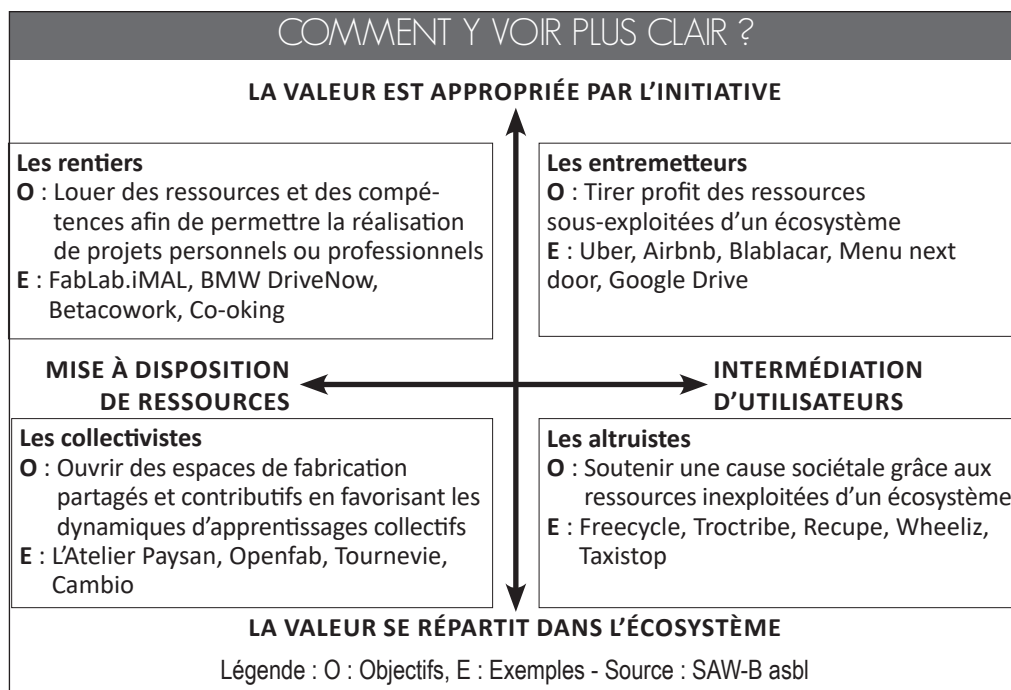 COMMENT Y VOIR PLUS CLAIR ?
LA VALEUR EST APPROPRIÉE PAR L'INITIATIVE
Les rentiers
O : Louer des ressources et des compé-
tences afin de permettre la réalisation
de projets personnels ou professionnels
E : FabLab.iMAL, BMW DriveNow,
Betacowork, Co-oking
Les entremetteurs
O : Tirer profit des ressources
sous-exploitées d'un écosystème
E : Uber, Airbnb, Blablacar, Menu next
door, Google Drive
MISE À DISPOSITION
DE RESSOURCES
INTERMÉDIATION
D'UTILISATEURS
Les collectivistes
O : Ouvrir des espaces de fabrication
partagés et contributifs en favorisant les
dynamiques d'apprentissages collectifs
E : L'Atelier Paysan, Openfab, Tournevie,
Cambio
Les altruistes
O : Soutenir une cause sociétale grâce aux
ressources inexploitées d'un écosystème
E : Freecycle, Troctribe, Recupe, Wheeliz,
Taxistop
LA VALEUR SE RÉPARTIT DANS L'ÉCOSYSTÈME
Légende : O : Objectifs, E : Exemples - Source : SAW-B asbl